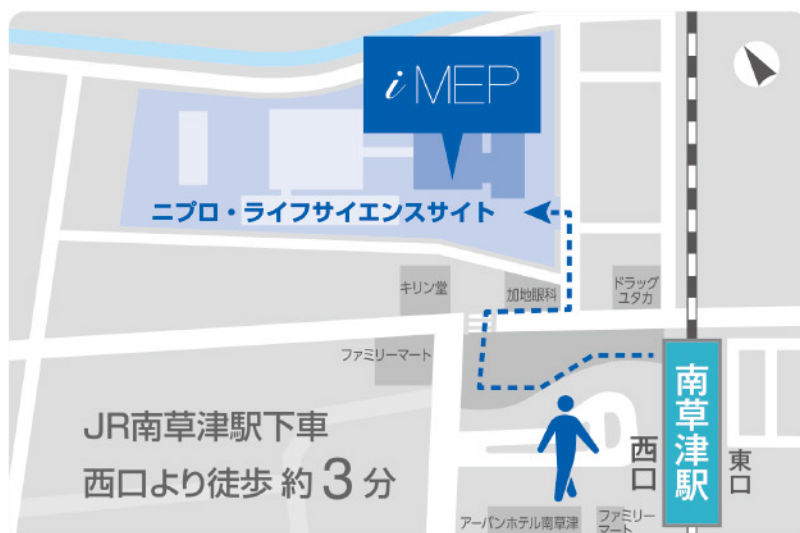 i MEP
ニプロ・ライフサイエンスサイト
キリン堂
加地眼科
ドラッグ
ユタカ
ファミリーマート
JR南草津駅下車
西口より徒歩 約3分
南草津駅
西口
東口
アーバンホテル南草津
ファミリー
マート